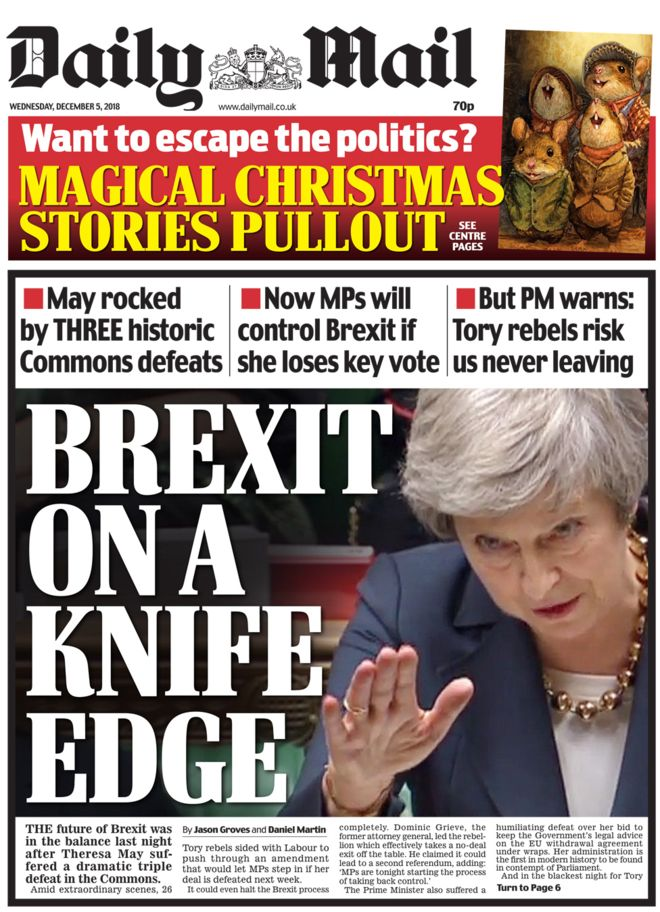 Daily Mail
WEDNESDAY, DECEMBER 5, 2018
www.dailymail.co.uk
70p
Want to escape the politics?
MAGICAL CHRISTMAS
STORIES PULLOUT
SEE
CENTRE
PAGES
May rocked
by THREE historic
Commons defeats
Now MPs will
control Brexit if
she loses key vote
But PM warns:
Tory rebels risk
us never leaving
BREXIT
ON A
KNIFE
EDGE
THE future of Brexit was
in the balance last night
after Theresa May suf-
fered a dramatic triple
defeat in the Commons.
Amid extraordinary scenes, 26
By Jason Groves and Daniel Martin
Tory rebels sided with Labour to
push through an amendment
that would let MPs step in if her
deal is defeated next week.
It could even halt the Brexit process
completely. Dominic Grieve, the
former attorney general, led the rebel-
lion which effectively takes a no-deal
exit off the table. He claimed it could
lead to a second referendum, adding:
'MPs are tonight starting the process
of taking back control.'
The Prime Minister also suffered a
humiliating defeat over her bid to
keep the Government's legal advice
on the EU withdrawal agreement
under wraps. Her administration is
the first in modern history to be found
in contempt of Parliament.
And in the blackest night for Tory
Turn to Page 6